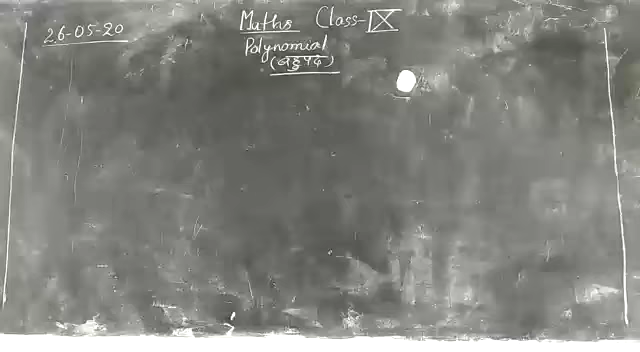 26-05-20
Maths Class-IX
Polynomial
(बहुपद)